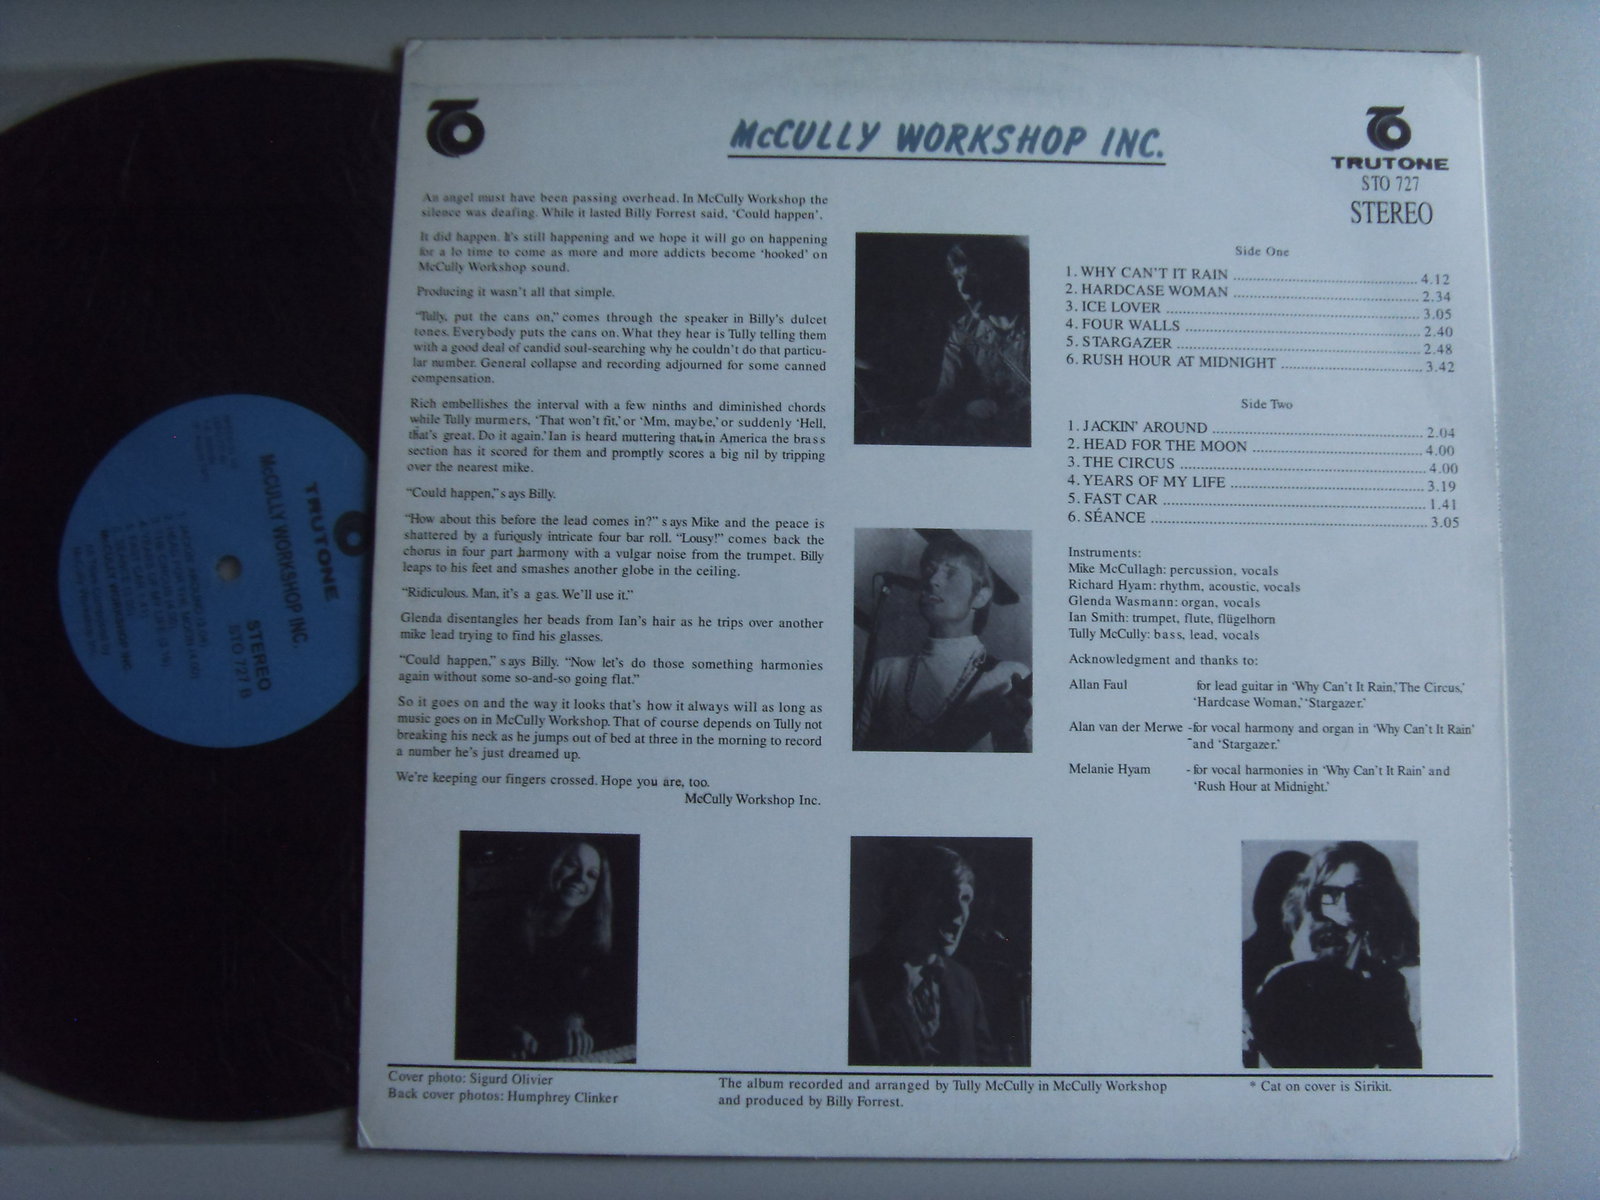 McCULLY WORKSHOP INC.
TRUTONE
STO 727
STEREO
An angel must have been passing overhead. In McCully Workshop the
silence was deafing. While it lasted Billy Forrest said, 'Could happen'.
It did happen. It's still happening and we hope it will go on happening
for a lo time to come as more and more addicts become 'hooked' on
McCully Workshop sound.
Producing it wasn't all that simple.
"Tully, put the cans on," comes through the speaker in Billy's dulcet
tones. Everybody puts the cans on. What they hear is Tully telling them
with a good deal of candid soul-searching why he couldn't do that particu-
lar number. General collapse and recording adjourned for some canned
compensation.
Rich embellishes the interval with a few ninths and diminished chords
while Tully murmers, 'That won't fit,' or 'Mm, maybe,' or suddenly 'Hell,
that's great. Do it again.' Ian is heard muttering that in America the brass
section has it scored for them and promptly scores a big nil by tripping
over the nearest mike.
"Could happen," says Billy.
"How about this before the lead comes in?" says Mike and the peace is
shattered by a furiously intricate four bar roll. "Lousy!" comes back the
chorus in four part harmony with a vulgar noise from the trumpet. Billy
leaps to his feet and smashes another globe in the ceiling.
"Ridiculous. Man, it's a gas. We'll use it."
Glenda disentangles her beads from Ian's hair as he trips over another
mike lead trying to find his glasses.
"Could happen," says Billy. "Now let's do those something harmonies
again without some so-and-so going flat."
So it goes on and the way it looks that's how it always will as long as
music goes on in McCully Workshop. That of course depends on Tully not
breaking his neck as he jumps out of bed at three in the morning to record
a number he's just dreamed up.
We're keeping our fingers crossed. Hope you are, too.
McCully Workshop Inc.
Side One
1. WHY CAN'T IT RAIN 4.12
2. HARDCASE WOMAN 2.34
3. ICE LOVER 3.05
4. FOUR WALLS 2.40
5. STARGAZER 2.48
6. RUSH HOUR AT MIDNIGHT 3.42
Side Two
1. JACKIN' AROUND 2.04
2. HEAD FOR THE MOON 4.00
3. THE CIRCUS 4.00
4. YEARS OF MY LIFE 3.19
5. FAST CAR 1.41
6. SÉANCE 3.05
Instruments:
Mike McCullagh: percussion, vocals
Richard Hyam: rhythm, acoustic, vocals
Glenda Wasmann: organ, vocals
Ian Smith: trumpet, flute, flügelhorn
Tully McCully: bass, lead, vocals
Acknowledgment and thanks to:
Allan Faul for lead guitar in 'Why Can't It Rain,' 'The Circus,'
'Hardcase Woman,' 'Stargazer.'
Alan van der Merwe - for vocal harmony and organ in 'Why Can't It Rain'
and 'Stargazer.'
Melanie Hyam - for vocal harmonies in 'Why Can't It Rain' and
'Rush Hour at Midnight.'
Cover photo: Sigurd Olivier
Back cover photos: Humphrey Clinker
The album recorded and arranged by Tully McCully in McCully Workshop
and produced by Billy Forrest.
* Cat on cover is Sirikit.
TRUTONE
McCULLY WORKSHOP INC.
STEREO
STO 727 B